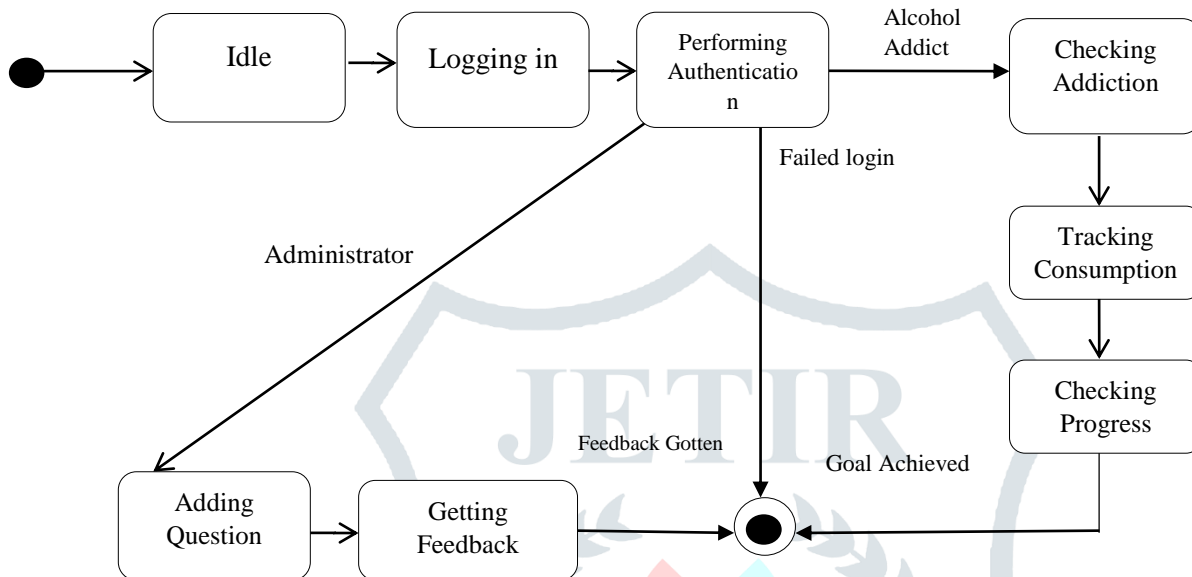 Idle
Logging in
Performing
Authenticatio
n
Alcohol
Addict
Checking
Addiction
Failed login
Administrator
Tracking
Consumption
JETIR
Checking
Progress
Feedback Gotten
Goal Achieved
Adding
Question
Getting
Feedback